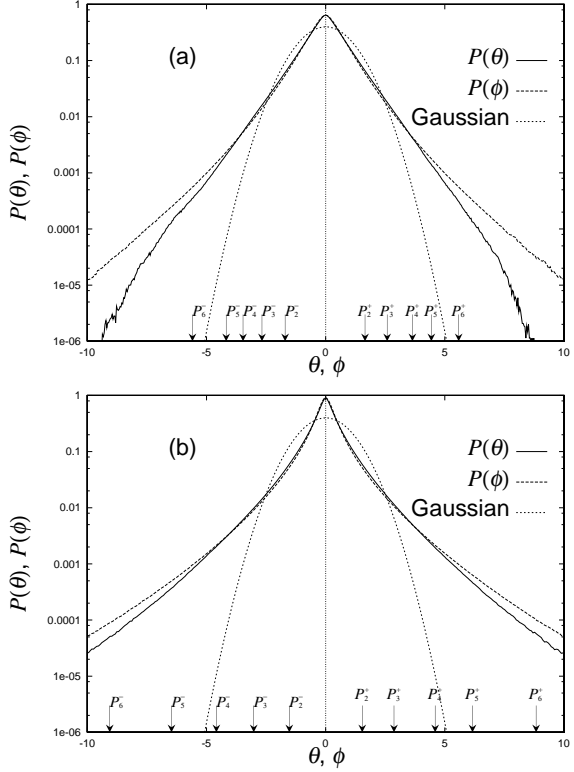 1
0.1
0.01
0.001
0.0001
1e-05
1e-06
P(θ), P(ϕ)
(a)
P(θ)
P(ϕ)
Gaussian
P₆⁻ P₅⁻ P₄⁻ P₃⁻ P₂⁻ P₂⁺ P₃⁺ P₄⁺ P₅⁺ P₆⁺
-10 -5 0 5 10
θ, ϕ
1
0.1
0.01
0.001
0.0001
1e-05
1e-06
P(θ), P(ϕ)
(b)
P(θ)
P(ϕ)
Gaussian
P₆⁻ P₅⁻ P₄⁻ P₃⁻ P₂⁻ P₂⁺ P₃⁺ P₄⁺ P₅⁺ P₆⁺
-10 -5 0 5 10
θ, ϕ